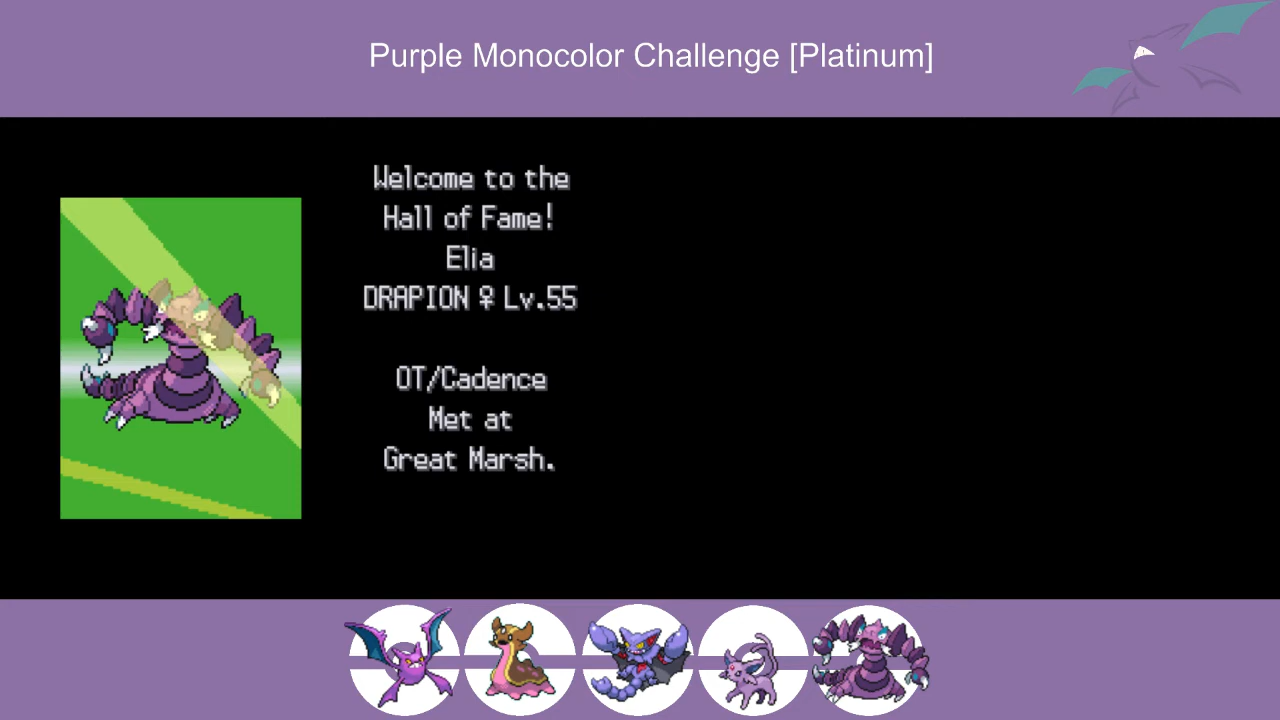 Purple Monocolor Challenge [Platinum]
Welcome to the
Hall of Fame!
Elia
DRAPION ♀ Lv.55
OT/Cadence
Met at
Great Marsh.